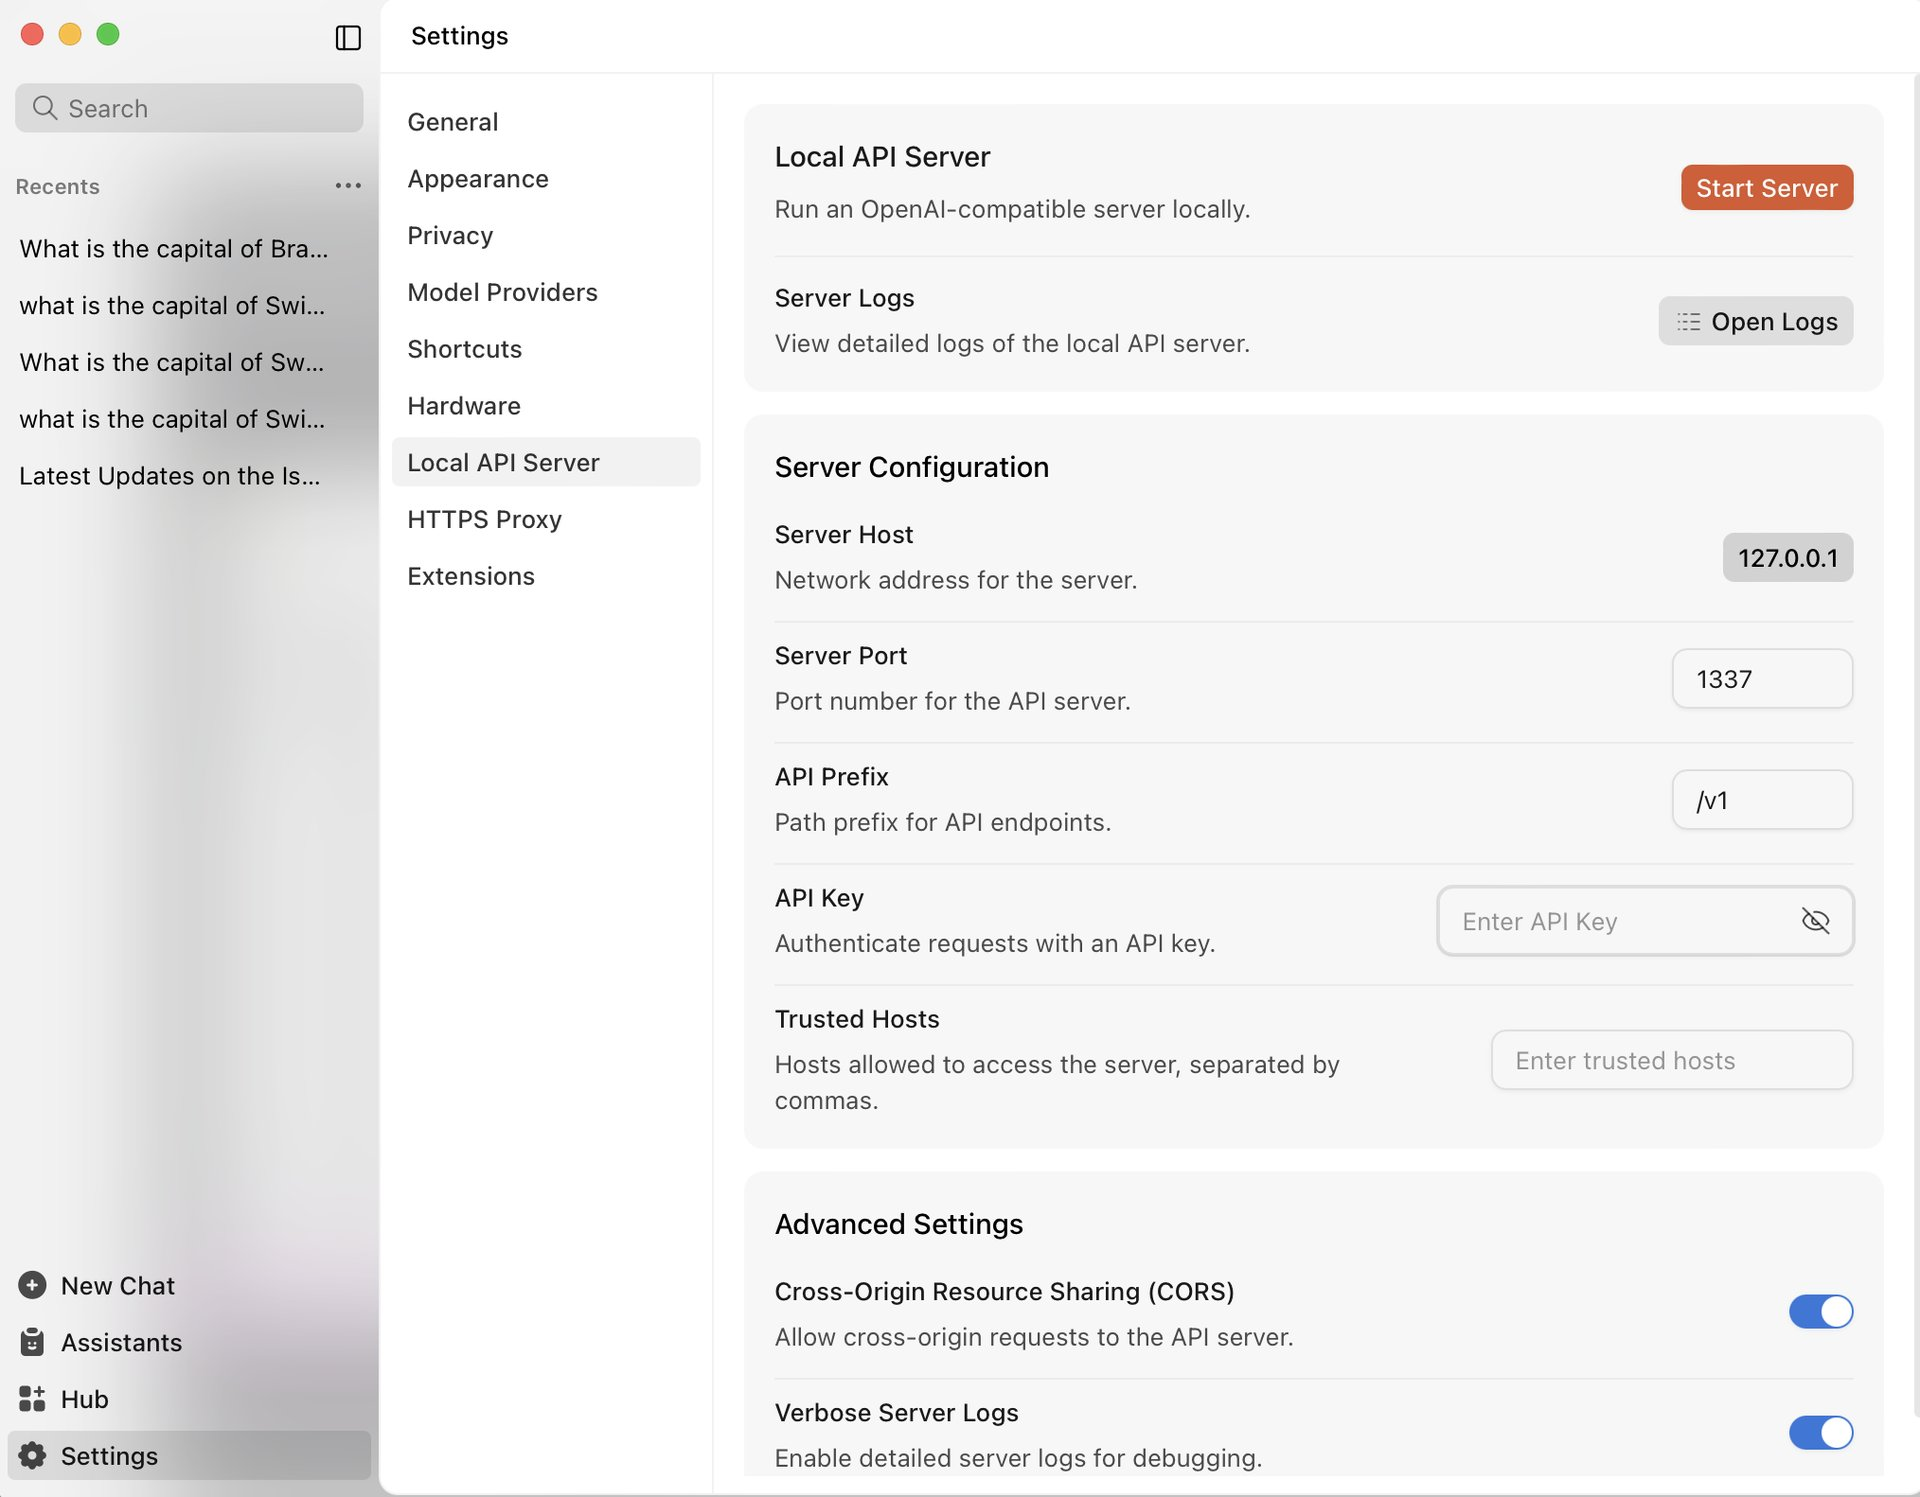 Settings
Search
Recents
What is the capital of Bra...
what is the capital of Swi...
What is the capital of Sw...
what is the capital of Swi...
Latest Updates on the Is...
New Chat
Assistants
Hub
Settings
General
Appearance
Privacy
Model Providers
Shortcuts
Hardware
Local API Server
HTTPS Proxy
Extensions
Local API Server
Run an OpenAI-compatible server locally.
Start Server
Server Logs
View detailed logs of the local API server.
Open Logs
Server Configuration
Server Host
Network address for the server.
127.0.0.1
Server Port
Port number for the API server.
1337
API Prefix
Path prefix for API endpoints.
/v1
API Key
Authenticate requests with an API key.
Enter API Key
Trusted Hosts
Hosts allowed to access the server, separated by
commas.
Enter trusted hosts
Advanced Settings
Cross-Origin Resource Sharing (CORS)
Allow cross-origin requests to the API server.
Verbose Server Logs
Enable detailed server logs for debugging.